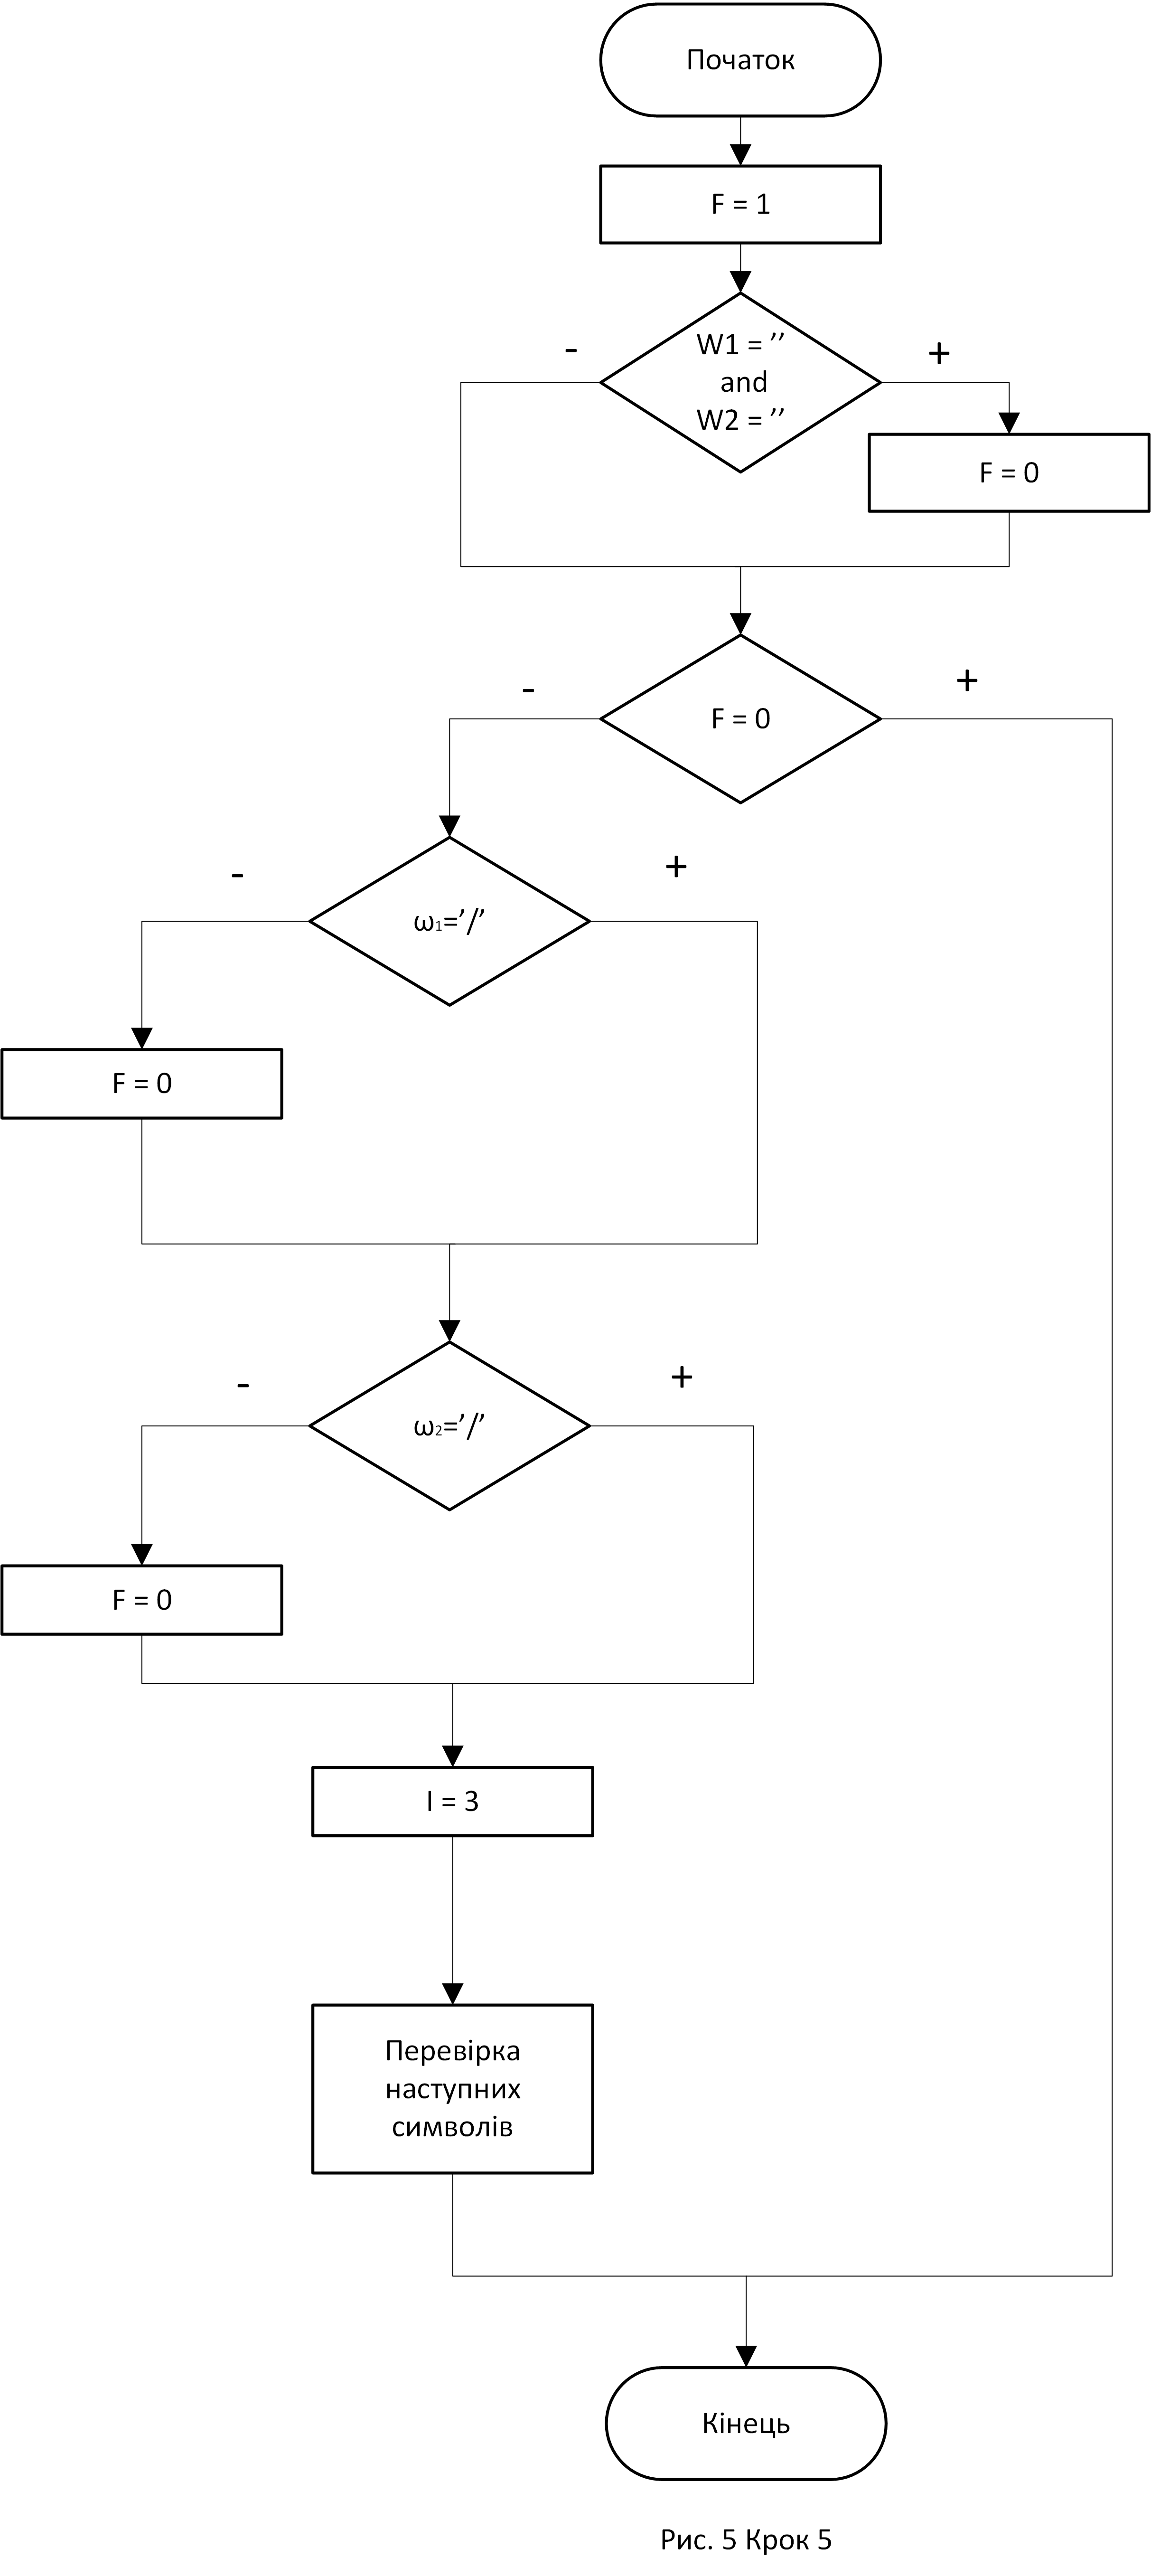 Початок
F = 1
-
+
W1 = ’’
and
W2 = ’’
F = 0
-
+
F = 0
-
+
ω₁=’/’
F = 0
-
+
ω₂=’/’
F = 0
I = 3
Перевірка
наступних
символів
Кінець
Рис. 5 Крок 5